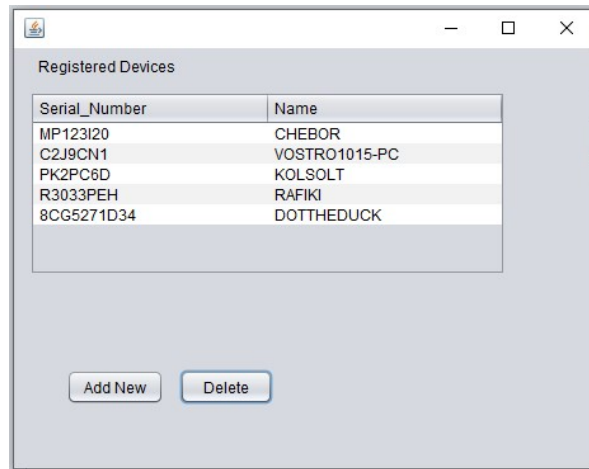 Registered Devices
Serial_Number Name
MP123I20 CHEBOR
C2J9CN1 VOSTRO1015-PC
PK2PC6D KOLSOLT
R3033PEH RAFIKI
8CG5271D34 DOTTHEDUCK
Add New Delete